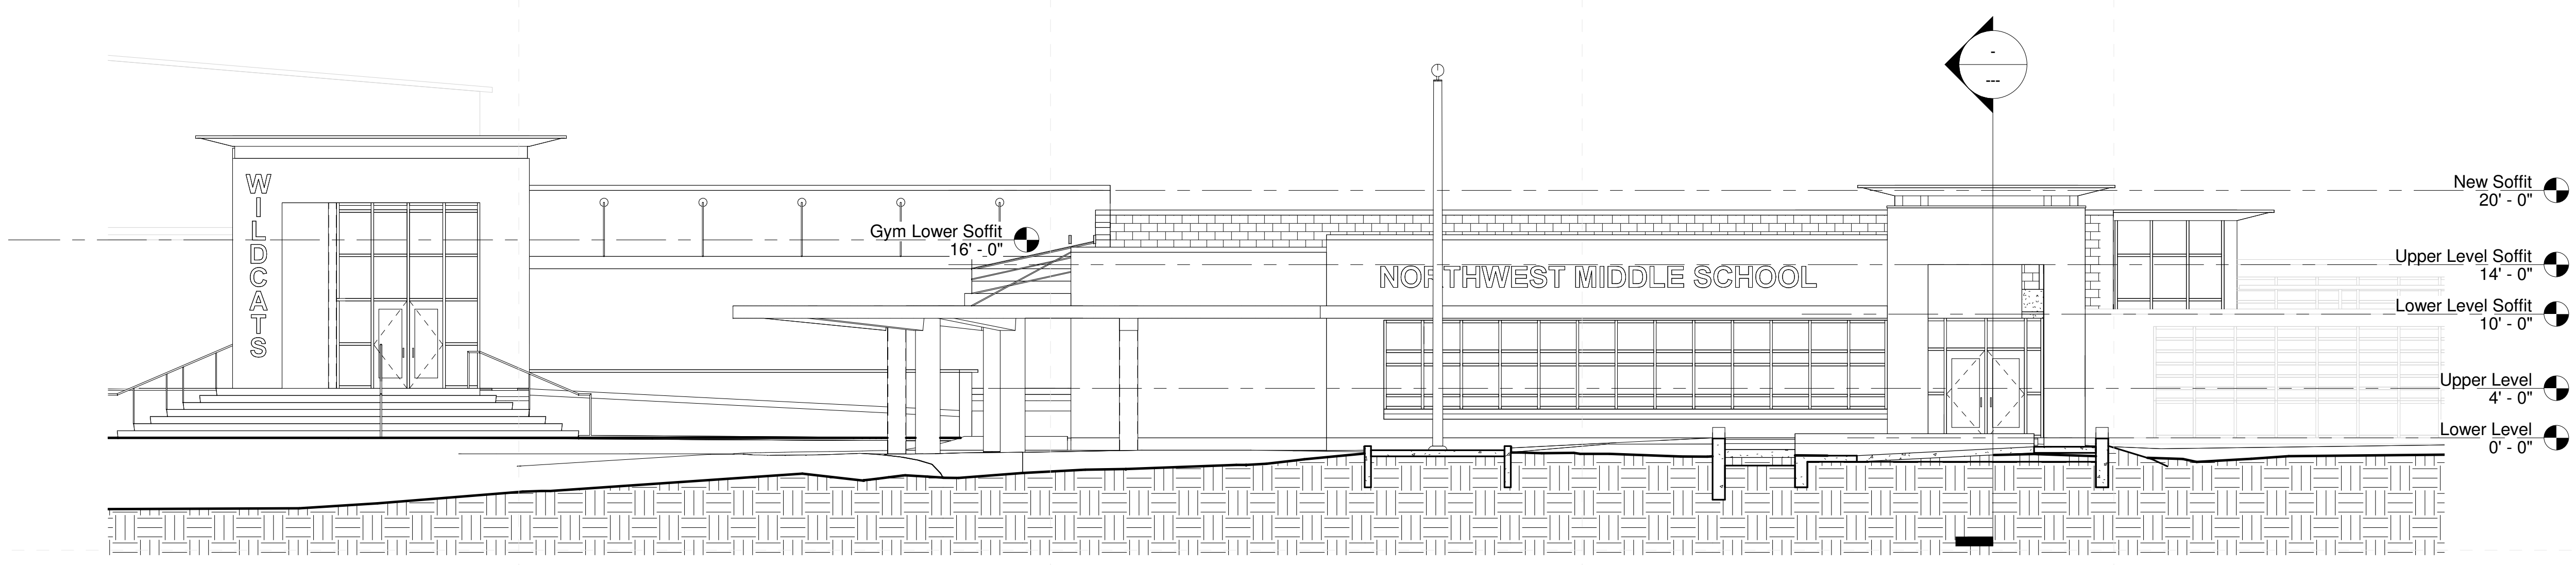 -
---
WILDCATS
New Soffit
20' - 0"
Gym Lower Soffit
16' - 0"
Upper Level Soffit
14' - 0"
NORTHWEST MIDDLE SCHOOL
Lower Level Soffit
10' - 0"
Upper Level
4' - 0"
Lower Level
0' - 0"